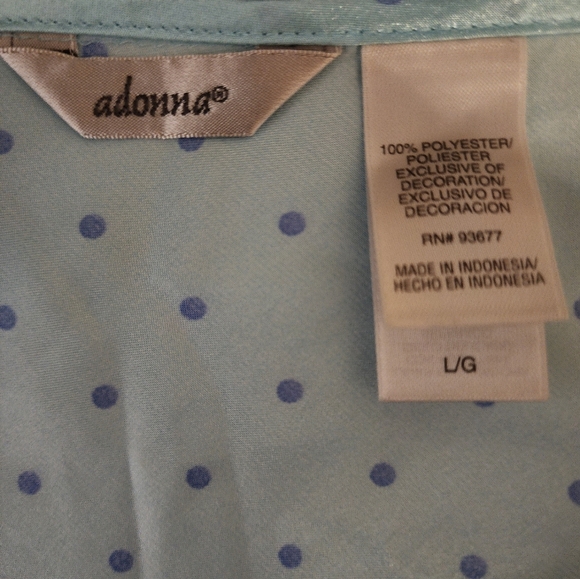 adonna®
100% POLYESTER/
POLIESTER
EXCLUSIVE OF
DECORATION/
EXCLUSIVO DE
DECORACION
RN# 93677
MADE IN INDONESIA/
HECHO EN INDONESIA
L/G